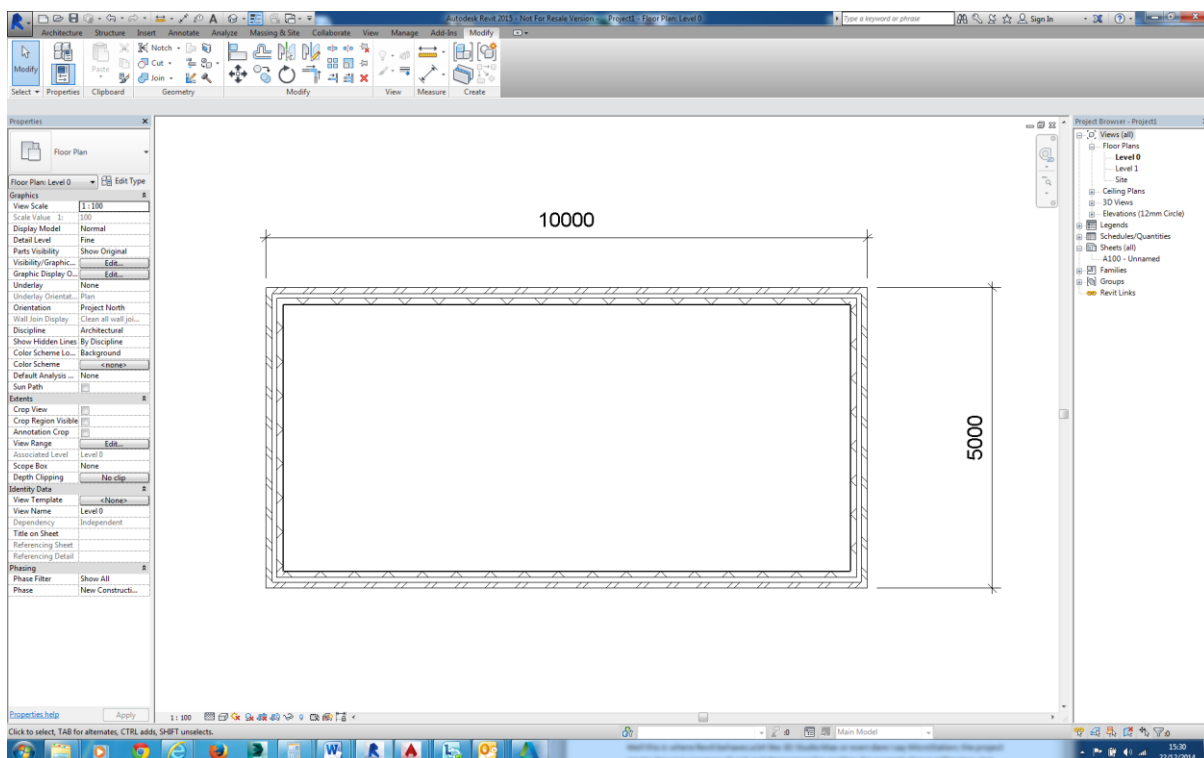 Autodesk Revit 2015 - Not For Resale Version - Project1 - Floor Plan: Level 0
Type a keyword or phrase
Sign In
Architecture Structure Insert Annotate Analyze Massing & Site Collaborate View Manage Add-Ins Modify
Modify
Paste
Notch
Cut
Join
Select Properties Clipboard Geometry Modify View Measure Create
Properties
Floor Plan
Floor Plan: Level 0 Edit Type
Graphics
View Scale 1 : 100
Scale Value 1: 100
Display Model Normal
Detail Level Fine
Parts Visibility Show Original
Visibility/Graphic... Edit...
Graphic Display O... Edit...
Underlay None
Underlay Orientat... Plan
Orientation Project North
Wall Join Display Clean all wall joi...
Discipline Architectural
Show Hidden Lines By Discipline
Color Scheme Lo... Background
Color Scheme <none>
Default Analysis ... None
Sun Path
Extents
Crop View
Crop Region Visible
Annotation Crop
View Range Edit...
Associated Level Level 0
Scope Box None
Depth Clipping No clip
Identity Data
View Template <None>
View Name Level 0
Dependency Independent
Title on Sheet
Referencing Sheet
Referencing Detail
Phasing
Phase Filter Show All
Phase New Constructi...
Properties help Apply
10000
5000
Project Browser - Project1
Views (all)
Floor Plans
Level 0
Level 1
Site
Ceiling Plans
3D Views
Elevations (12mm Circle)
Legends
Schedules/Quantities
Sheets (all)
A100 - Unnamed
Families
Groups
Revit Links
1 : 100
Click to select, TAB for alternates, CTRL adds, SHIFT unselects.
:0 Main Model
:0
15:30
22/12/2014